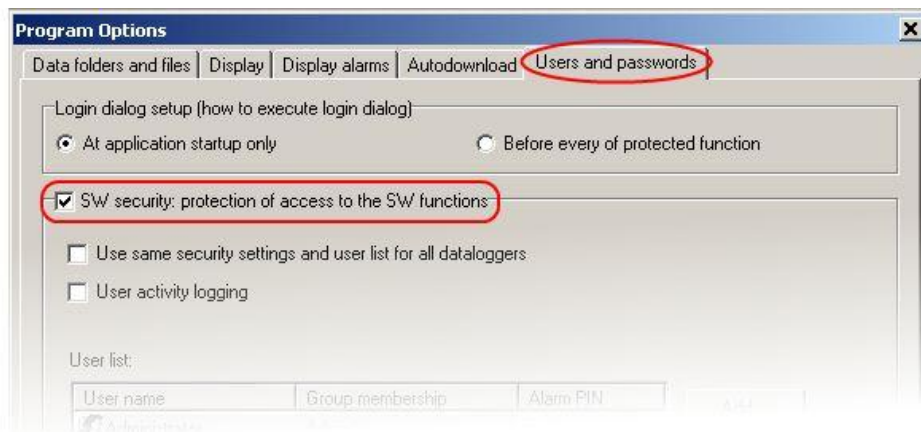 Program Options
Data folders and files Display Display alarms Autodownload Users and passwords
Login dialog setup (how to execute login dialog)
At application startup only Before every of protected function
SW security: protection of access to the SW functions
Use same security settings and user list for all dataloggers
User activity logging
User list:
User name Group membership Alarm PIN
Administrator